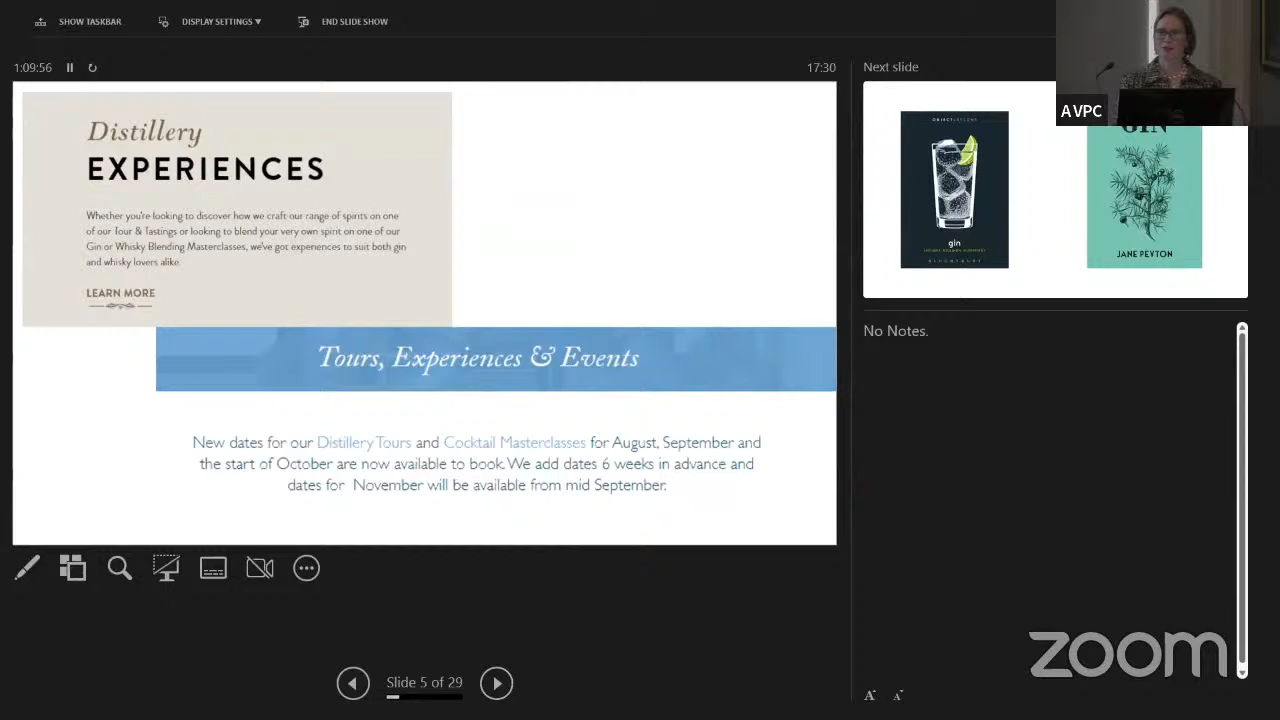 SHOW TASKBAR
DISPLAY SETTINGS
END SLIDE SHOW
1:09:56
17:30
Next slide
AVPC
Distillery
EXPERIENCES
Whether you're looking to discover how we craft our range of spirits on one
of our Tour & Tastings or looking to blend your very own spirit on one of our
Gin or Whisky Blending Masterclasses, we've got experiences to suit both gin
and whisky lovers alike.
LEARN MORE
Tours, Experiences & Events
New dates for our Distillery Tours and Cocktail Masterclasses for August, September and
the start of October are now available to book. We add dates 6 weeks in advance and
dates for November will be available from mid September.
OBJECTLESSONS
gin
BLOOMSBURY
GIN
JANE PEYTON
No Notes.
Slide 5 of 29
zoom
A A